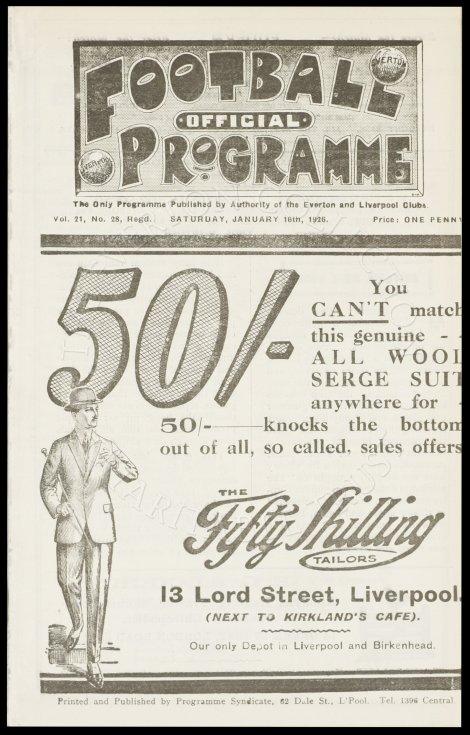 FOOTBALL
EVERTON
OFFICIAL
EVERTON
PROGRAMME
The Only Programme Published by Authority of the Everton and Liverpool Clubs.
Vol. 21, No. 28, Regd. SATURDAY, JANUARY 16th, 1926. Price: ONE PENNY
50/-
You
CAN'T match
this genuine - -
ALL WOOL
SERGE SUIT
anywhere for -
50/- knocks the bottom
out of all, so called, sales offers
THE
Fifty Shilling
TAILORS
13 Lord Street, Liverpool.
(NEXT TO KIRKLAND'S CAFE).
Our only Depot in Liverpool and Birkenhead.
Printed and Published by Programme Syndicate, 62 Dale St., L'Pool. Tel. 1396 Central